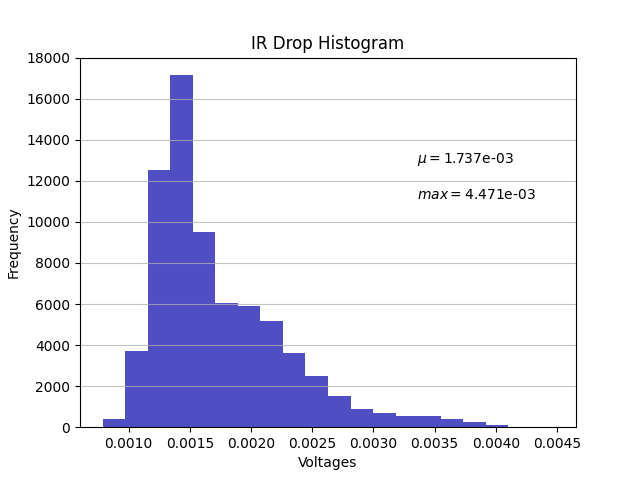 IR Drop Histogram
18000
16000
14000
12000
10000
8000
6000
4000
2000
0
Frequency
μ = 1.737e-03
max = 4.471e-03
0.0010 0.0015 0.0020 0.0025 0.0030 0.0035 0.0040 0.0045
Voltages